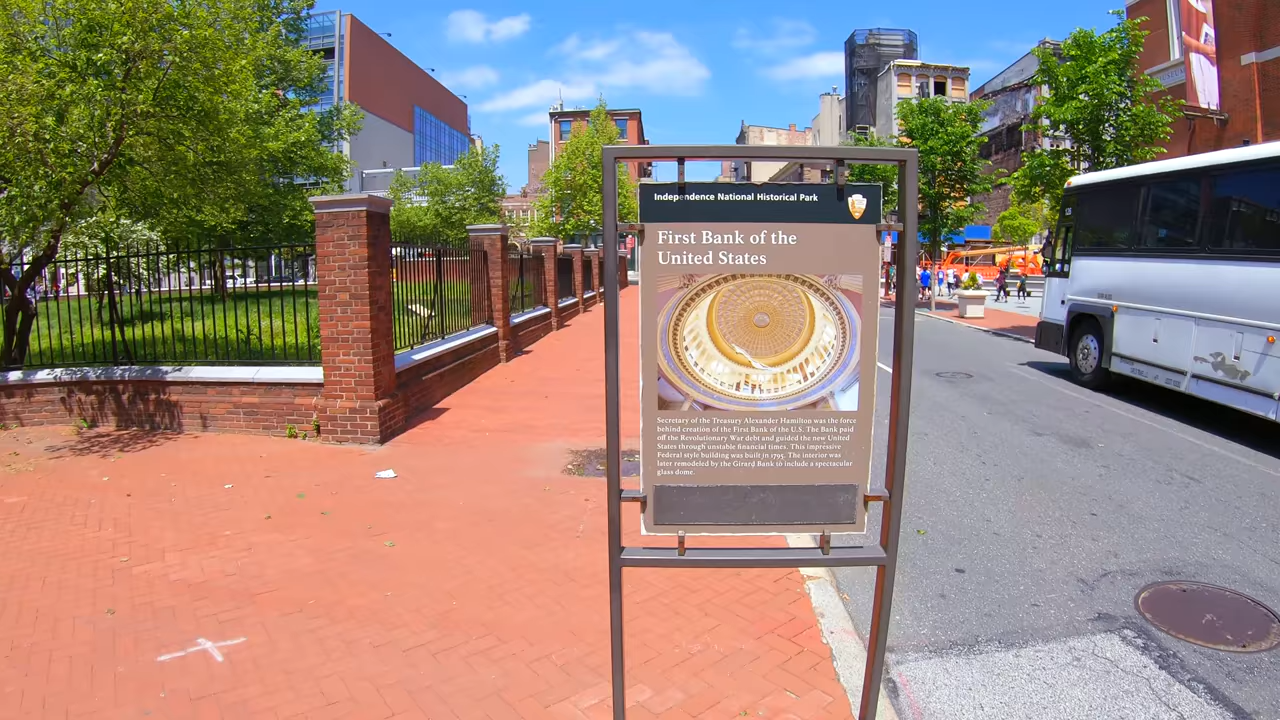 Independence National Historical Park
First Bank of the
United States
Secretary of the Treasury Alexander Hamilton was the force
behind creation of the First Bank of the U.S. The Bank paid
off the Revolutionary War debt and guided the new United
States through unstable financial times. This impressive
Federal style building was built in 1795. The interior was
later remodeled by the Girard Bank to include a spectacular
glass dome.